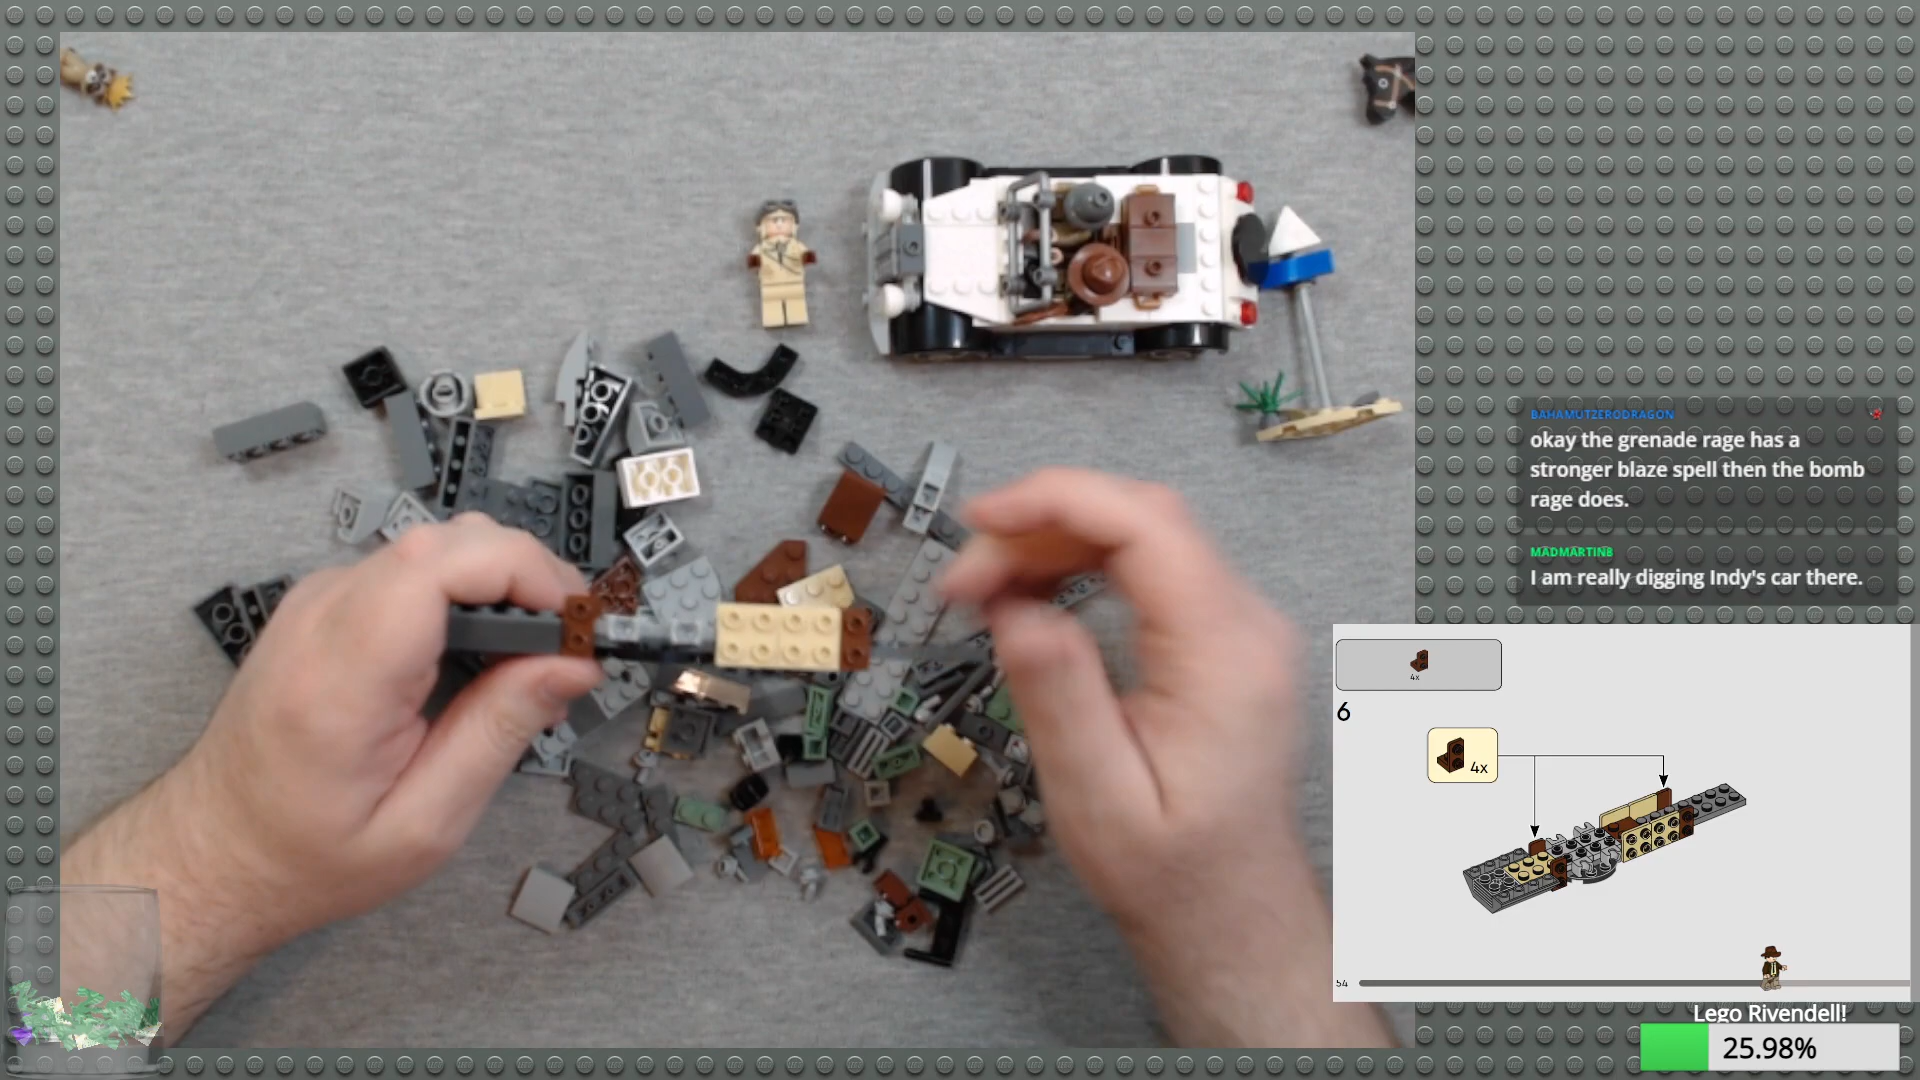 BAHAMUTZERODRAGON
okay the grenade rage has a
stronger blaze spell then the bomb
rage does.
MADMARTINB
I am really digging Indy's car there.
4x
6
4x
54
Lego Rivendell!
25.98%